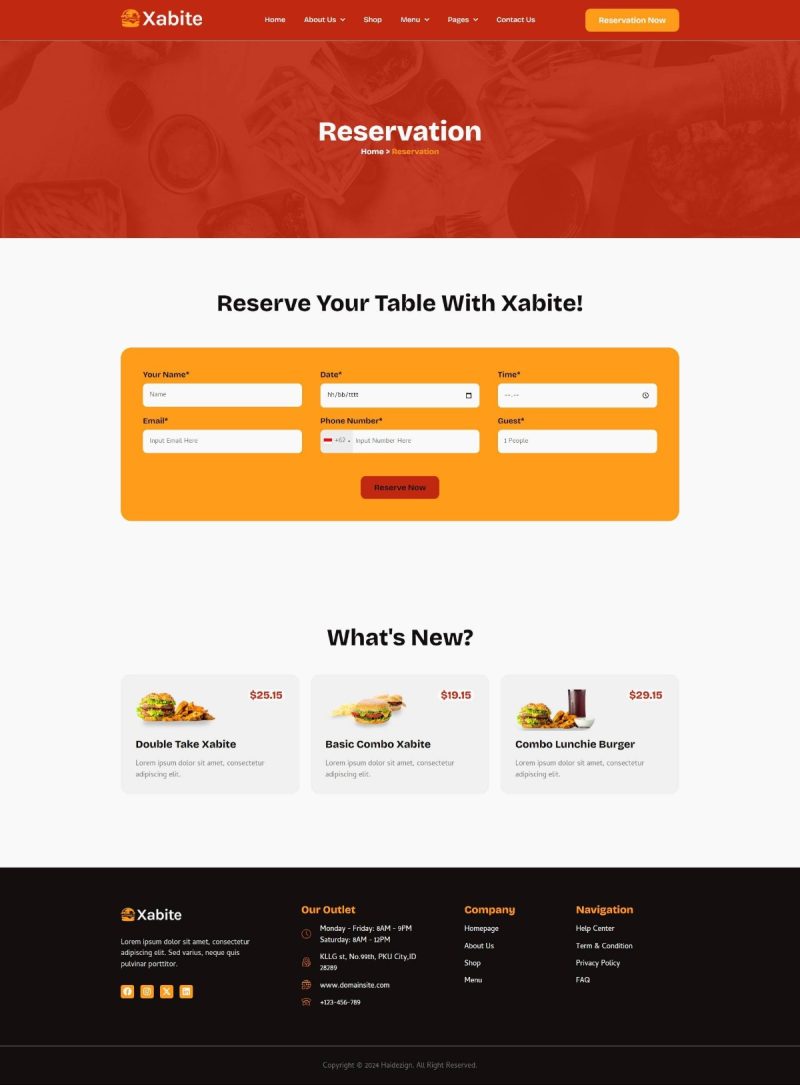 Xabite
Home About Us Shop Menu Pages Contact Us
Reservation Now
Reservation
Home > Reservation
Reserve Your Table With Xabite!
Your Name* Date* Time*
Name hh/bb/tttt --.--
Email* Phone Number* Guest*
Input Email Here +62 Input Number Here 1 People
Reserve Now
What's New?
$25.15
Double Take Xabite
Lorem ipsum dolor sit amet, consectetur
adipiscing elit.
$19.15
Basic Combo Xabite
Lorem ipsum dolor sit amet, consectetur
adipiscing elit.
$29.15
Combo Lunchie Burger
Lorem ipsum dolor sit amet, consectetur
adipiscing elit.
Xabite
Lorem ipsum dolor sit amet, consectetur
adipiscing elit. Sed varius, neque quis
pulvinar porttitor.
Our Outlet
Monday - Friday: 8AM - 9PM
Saturday: 8AM - 12PM
KLLG st, No.99th, PKU City,ID
28289
www.domainsite.com
+123-456-789
Company
Homepage
About Us
Shop
Menu
Navigation
Help Center
Term & Condition
Privacy Policy
FAQ
Copyright © 2024 Haidezign. All Right Reserved.